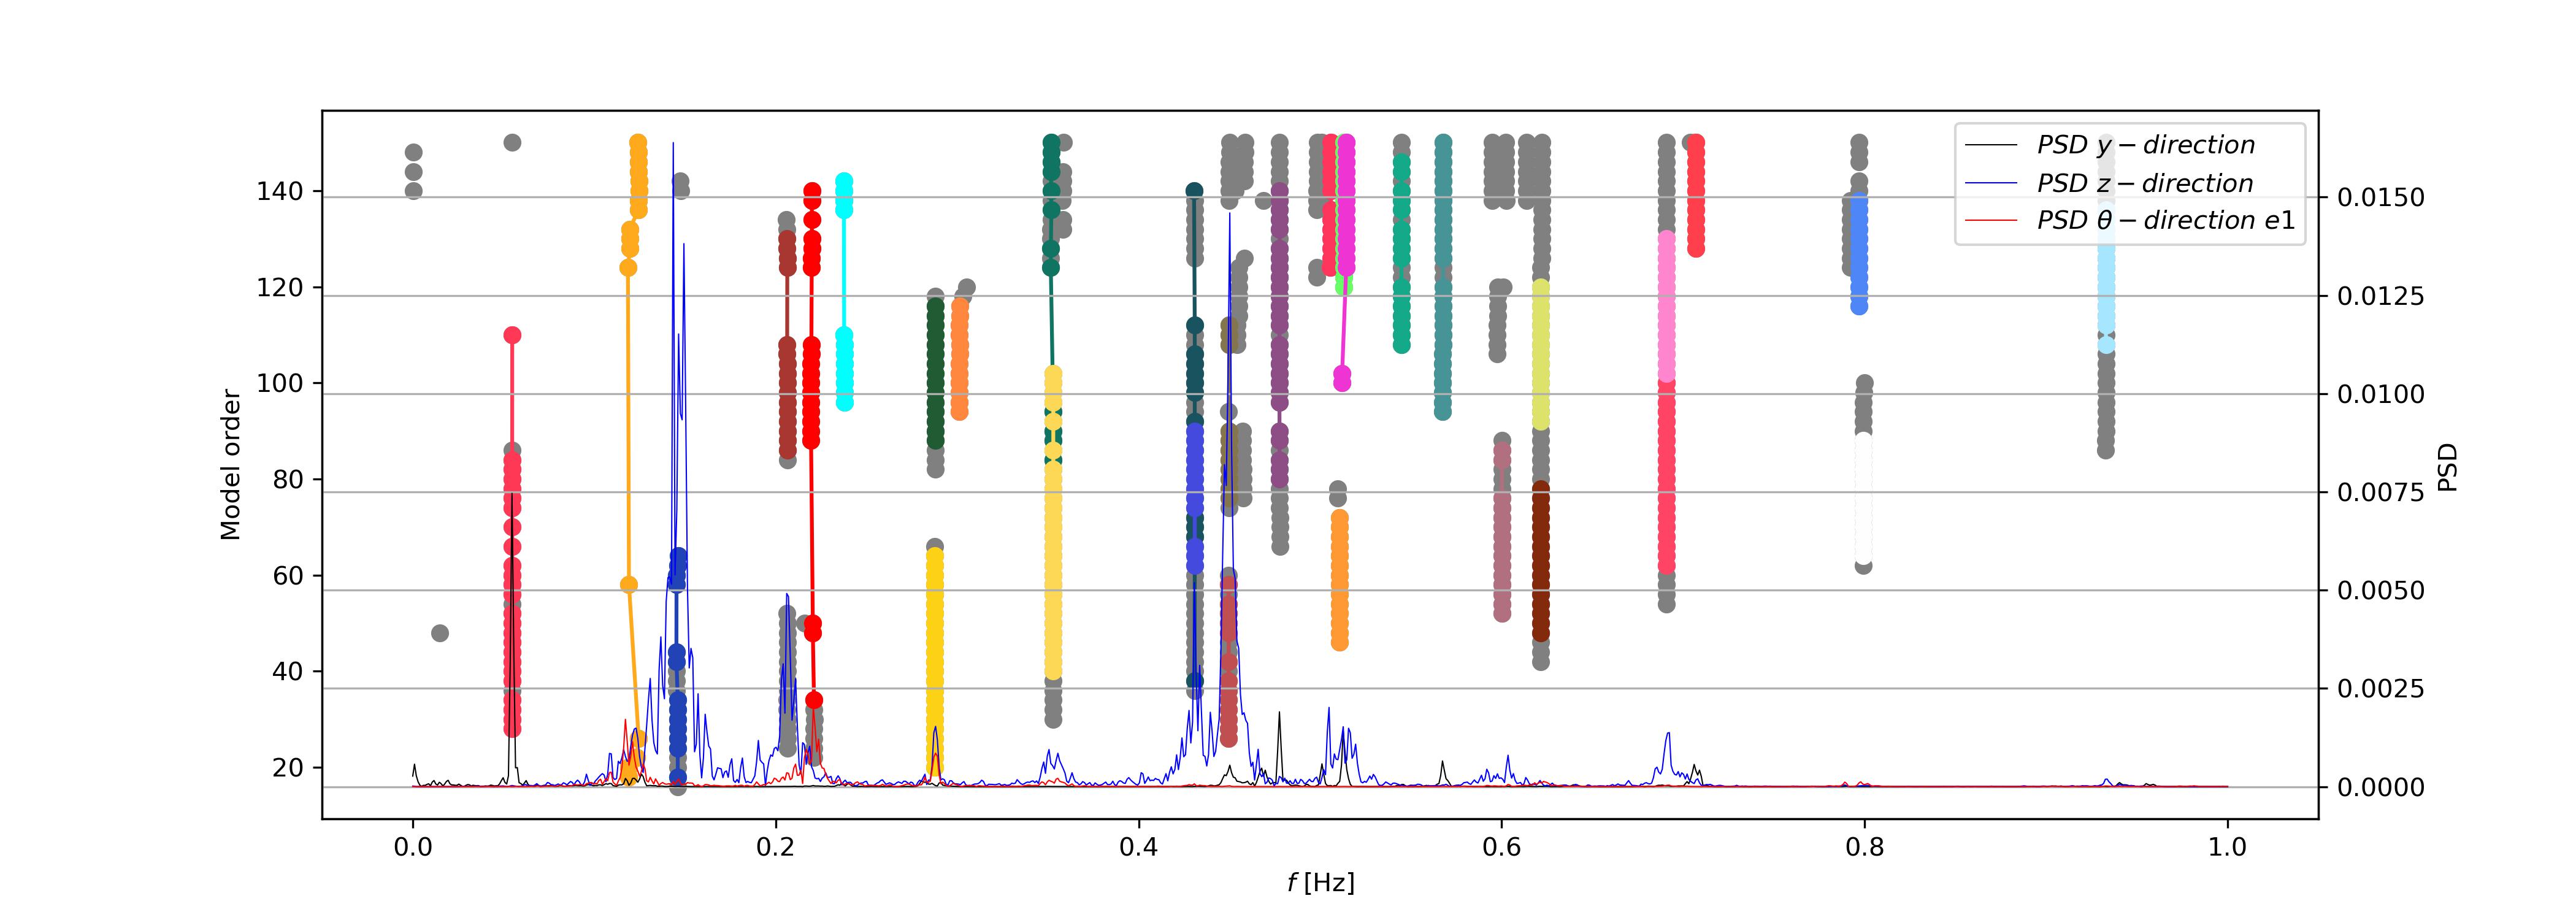 PSD y − direction
PSD z − direction
PSD θ − direction e1
Model order
140
120
100
80
60
40
20
0.0150
0.0125
0.0100
0.0075
0.0050
0.0025
0.0000
PSD
0.0 0.2 0.4 0.6 0.8 1.0
f [Hz]